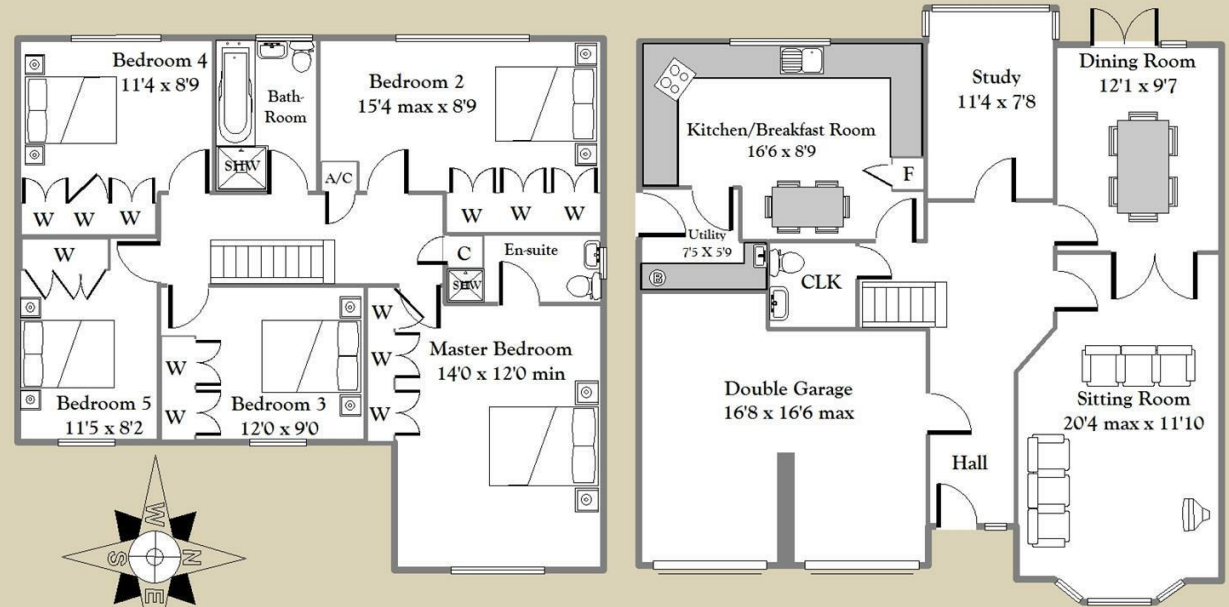 Bedroom 4
11'4 x 8'9
Bath-
Room
Bedroom 2
15'4 max x 8'9
SHW
A/C
W
W
W
W
W
W
W
C
En-suite
SHW
W
W
W
W
W
Master Bedroom
14'0 x 12'0 min
Bedroom 5
11'5 x 8'2
Bedroom 3
12'0 x 9'0
W
N
S
E
Study
11'4 x 7'8
Dining Room
12'1 x 9'7
Kitchen/Breakfast Room
16'6 x 8'9
F
Utility
7'5 X 5'9
B
CLK
Double Garage
16'8 x 16'6 max
Sitting Room
20'4 max x 11'10
Hall